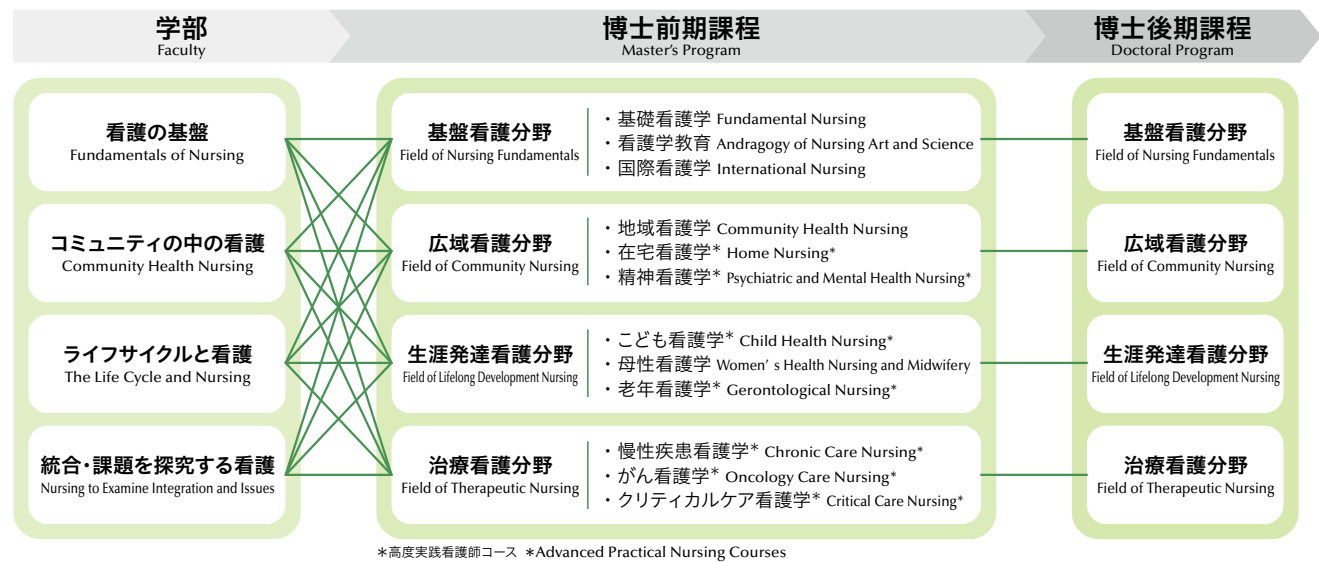 学部
Faculty
博士前期課程
Master's Program
博士後期課程
Doctoral Program
看護の基盤
Fundamentals of Nursing
コミュニティの中の看護
Community Health Nursing
ライフサイクルと看護
The Life Cycle and Nursing
統合・課題を探究する看護
Nursing to Examine Integration and Issues
基盤看護分野
Field of Nursing Fundamentals
・基礎看護学 Fundamental Nursing
・看護学教育 Andragogy of Nursing Art and Science
・国際看護学 International Nursing
広域看護分野
Field of Community Nursing
・地域看護学 Community Health Nursing
・在宅看護学* Home Nursing*
・精神看護学* Psychiatric and Mental Health Nursing*
生涯発達看護分野
Field of Lifelong Development Nursing
・こども看護学* Child Health Nursing*
・母性看護学 Women' s Health Nursing and Midwifery
・老年看護学* Gerontological Nursing*
治療看護分野
Field of Therapeutic Nursing
・慢性疾患看護学* Chronic Care Nursing*
・がん看護学* Oncology Care Nursing*
・クリティカルケア看護学* Critical Care Nursing*
基盤看護分野
Field of Nursing Fundamentals
広域看護分野
Field of Community Nursing
生涯発達看護分野
Field of Lifelong Development Nursing
治療看護分野
Field of Therapeutic Nursing
*高度実践看護師コース *Advanced Practical Nursing Courses